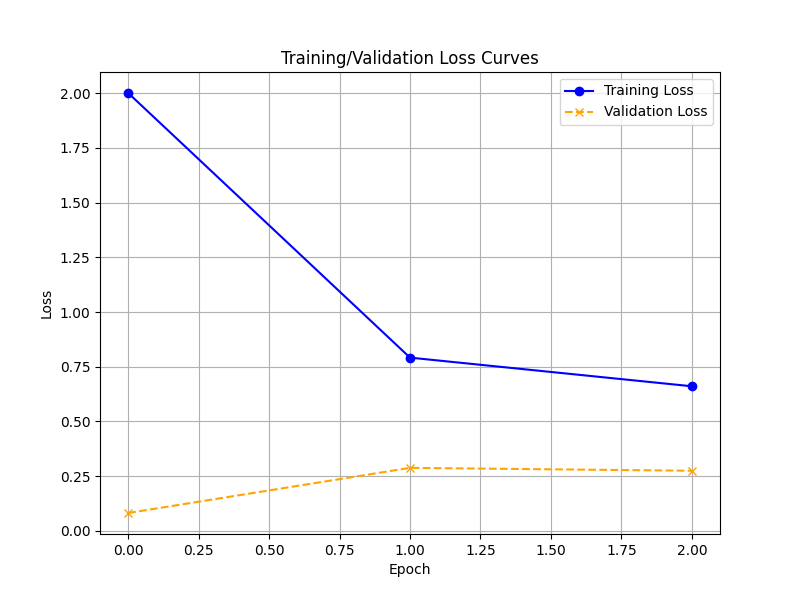 Training/Validation Loss Curves
Training Loss
Validation Loss
2.00
1.75
1.50
1.25
1.00
0.75
0.50
0.25
0.00
Loss
0.00 0.25 0.50 0.75 1.00 1.25 1.50 1.75 2.00
Epoch